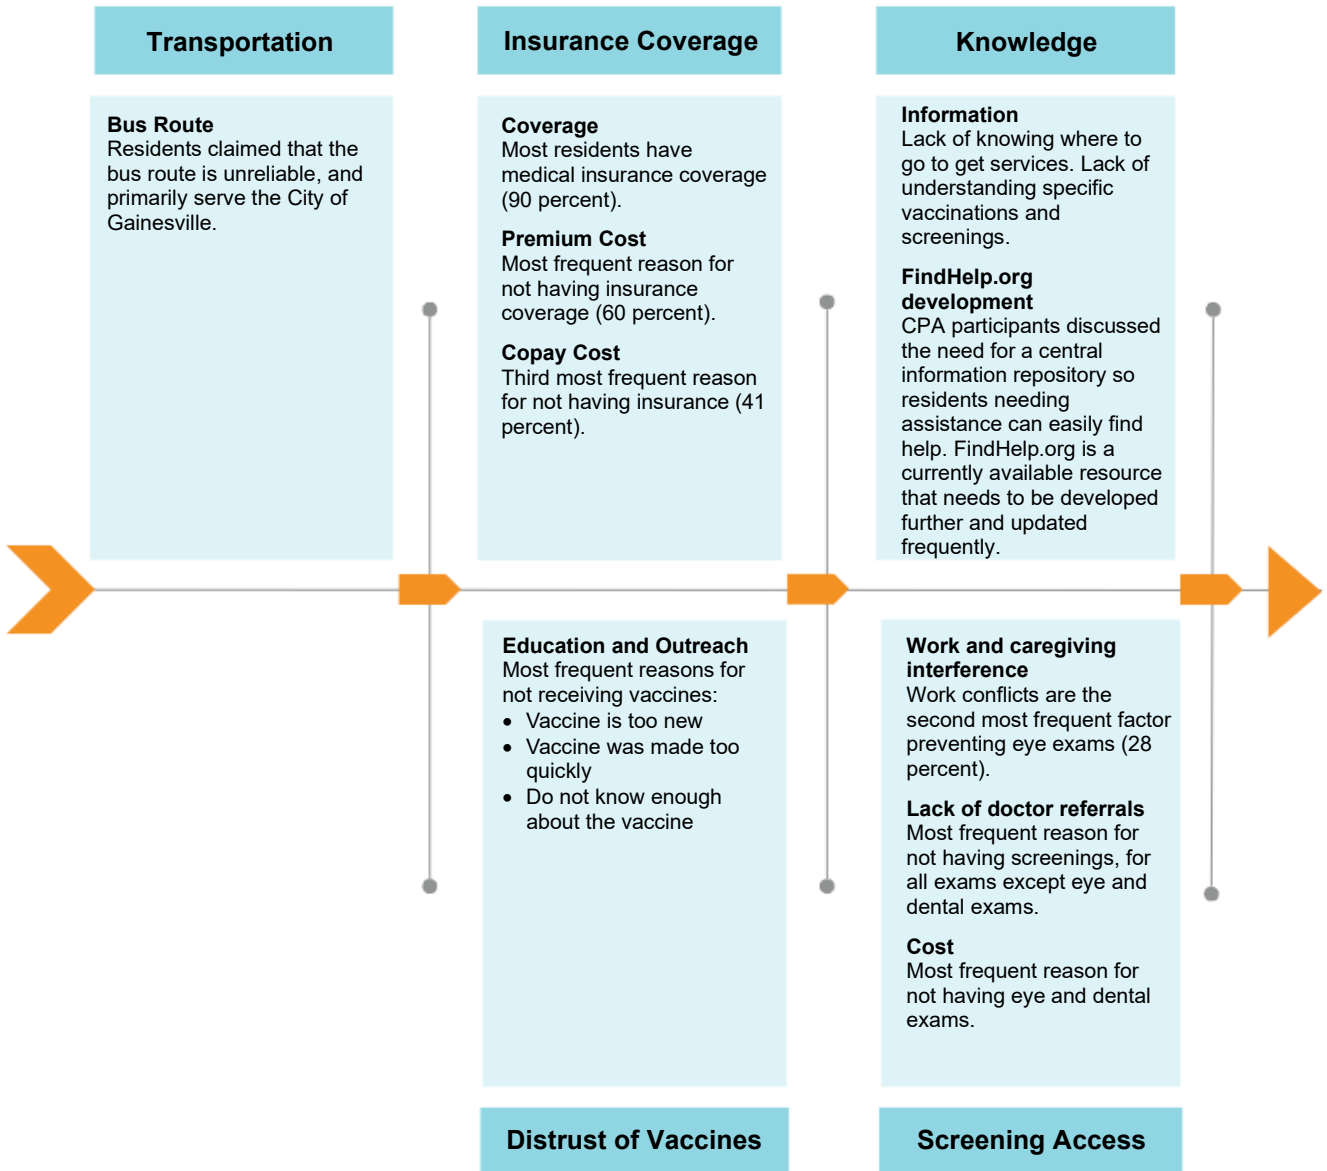 Transportation
Bus Route
Residents claimed that the
bus route is unreliable, and
primarily serve the City of
Gainesville.
Insurance Coverage
Coverage
Most residents have
medical insurance coverage
(90 percent).
Premium Cost
Most frequent reason for
not having insurance
coverage (60 percent).
Copay Cost
Third most frequent reason
for not having insurance (41
percent).
Knowledge
Information
Lack of knowing where to
go to get services. Lack of
understanding specific
vaccinations and
screenings.
FindHelp.org
development
CPA participants discussed
the need for a central
information repository so
residents needing
assistance can easily find
help. FindHelp.org is a
currently available resource
that needs to be developed
further and updated
frequently.
Education and Outreach
Most frequent reasons for
not receiving vaccines:
• Vaccine is too new
• Vaccine was made too
quickly
• Do not know enough
about the vaccine
Distrust of Vaccines
Work and caregiving
interference
Work conflicts are the
second most frequent factor
preventing eye exams (28
percent).
Lack of doctor referrals
Most frequent reason for
not having screenings, for
all exams except eye and
dental exams.
Cost
Most frequent reason for
not having eye and dental
exams.
Screening Access